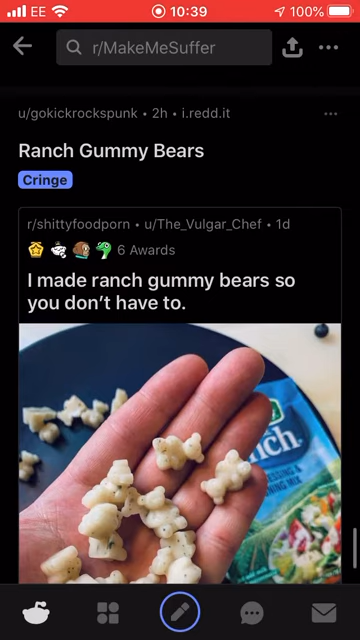 EE 10:39 100%
r/MakeMeSuffer
u/gokickrockspunk • 2h • i.redd.it
Ranch Gummy Bears
Cringe
r/shittyfoodporn • u/The_Vulgar_Chef • 1d
6 Awards
I made ranch gummy bears so
you don't have to.